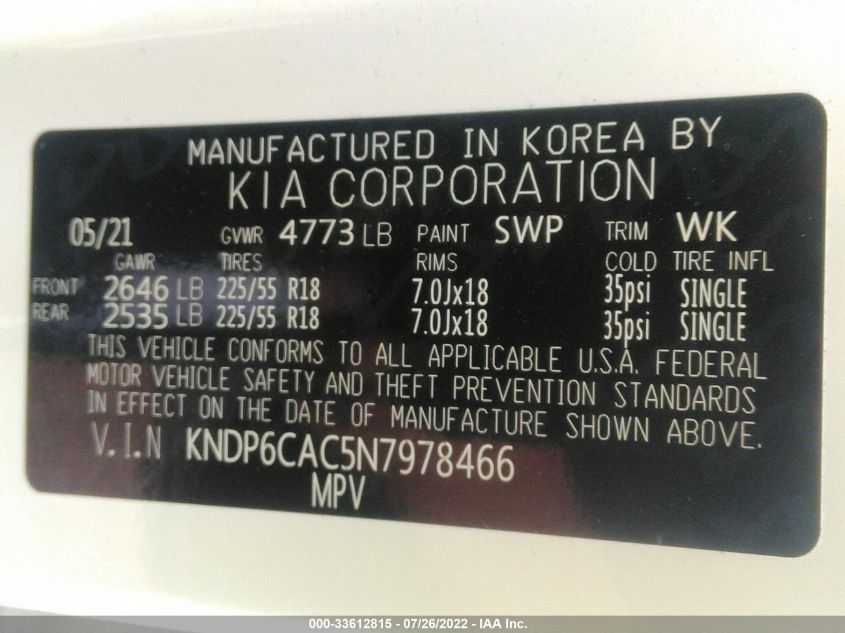 MANUFACTURED IN KOREA BY
KIA CORPORATION
05/21 GVWR 4773 LB PAINT SWP TRIM WK
GAWR TIRES RIMS COLD TIRE INFL
FRONT 2646 LB 225/55 R18 7.0Jx18 35psi SINGLE
REAR 2535 LB 225/55 R18 7.0Jx18 35psi SINGLE
THIS VEHICLE CONFORMS TO ALL APPLICABLE U.S.A. FEDERAL
MOTOR VEHICLE SAFETY AND THEFT PREVENTION STANDARDS
IN EFFECT ON THE DATE OF MANUFACTURE SHOWN ABOVE.
V.I.N KNDP6CAC5N7978466
MPV
000-33612815 - 07/26/2022 - IAA Inc.